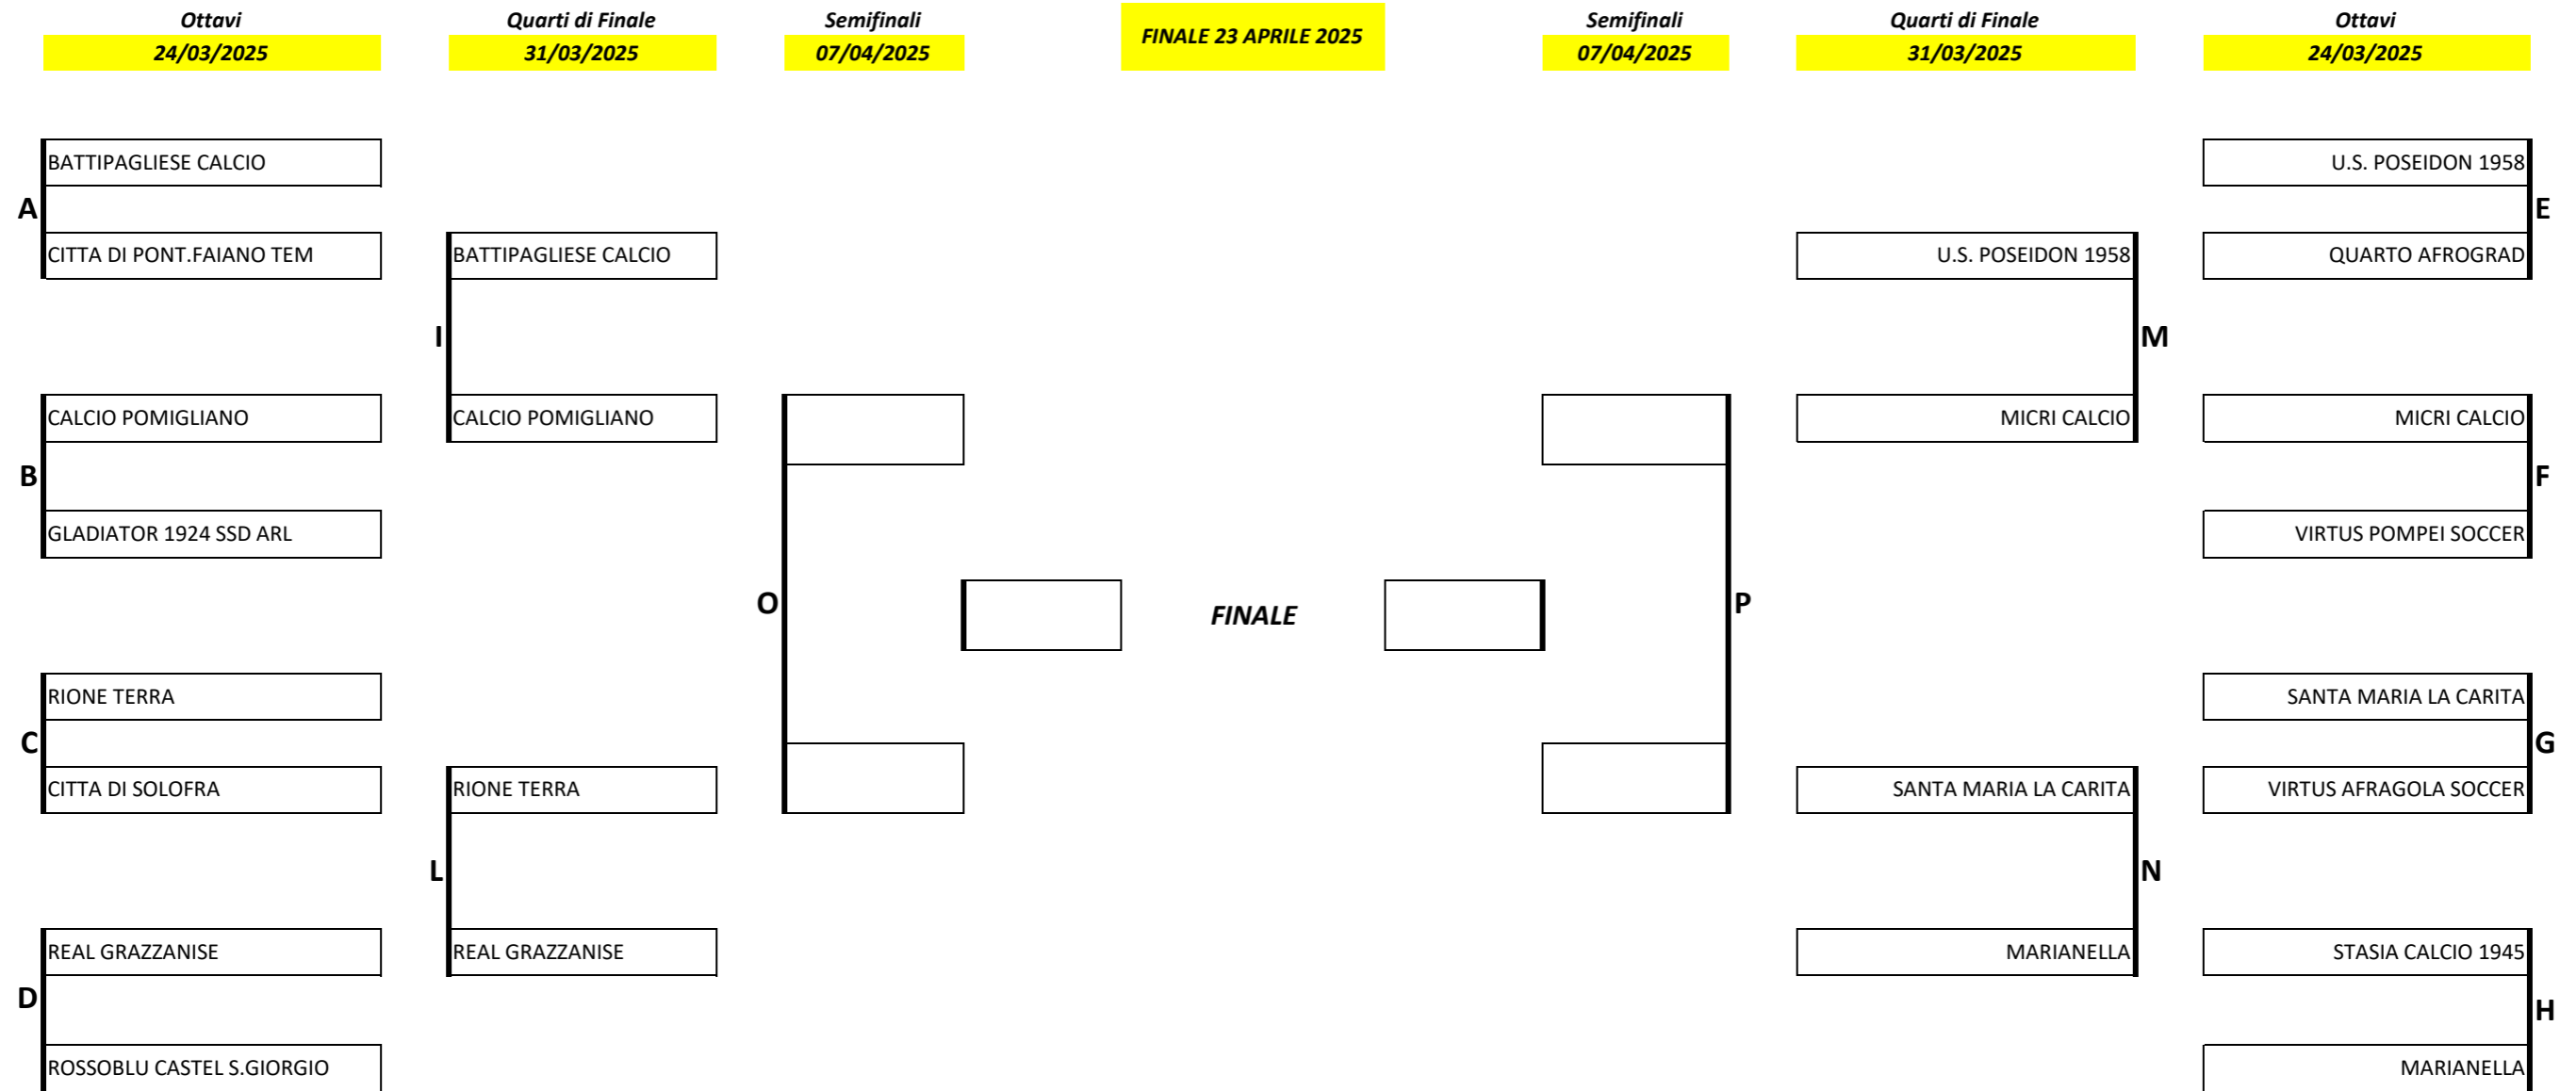 Ottavi
Quarti di Finale
Semifinali
FINALE 23 APRILE 2025
Semifinali
Quarti di Finale
Ottavi
24/03/2025
31/03/2025
07/04/2025
07/04/2025
31/03/2025
24/03/2025
BATTIPAGLIESE CALCIO
U.S. POSEIDON 1958
A
E
CITTA DI PONT.FAIANO TEM
BATTIPAGLIESE CALCIO
U.S. POSEIDON 1958
QUARTO AFROGRAD
I
M
CALCIO POMIGLIANO
CALCIO POMIGLIANO
MICRI CALCIO
MICRI CALCIO
B
F
GLADIATOR 1924 SSD ARL
VIRTUS POMPEI SOCCER
O
FINALE
P
RIONE TERRA
SANTA MARIA LA CARITA
C
G
CITTA DI SOLOFRA
RIONE TERRA
SANTA MARIA LA CARITA
VIRTUS AFRAGOLA SOCCER
L
N
REAL GRAZZANISE
REAL GRAZZANISE
MARIANELLA
STASIA CALCIO 1945
D
H
ROSSOBLU CASTEL S.GIORGIO
MARIANELLA